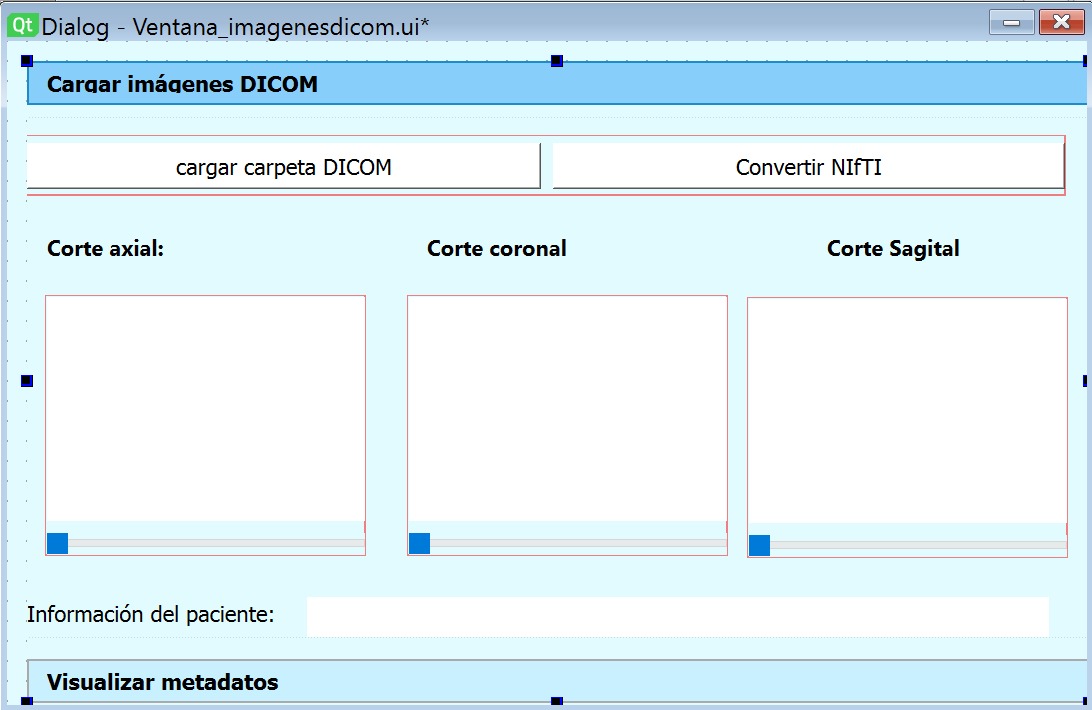 Qt Dialog - Ventana_imagenesdicom.ui*
Cargar imágenes DICOM
cargar carpeta DICOM Convertir NIfTI
Corte axial: Corte coronal Corte Sagital
Información del paciente:
Visualizar metadatos